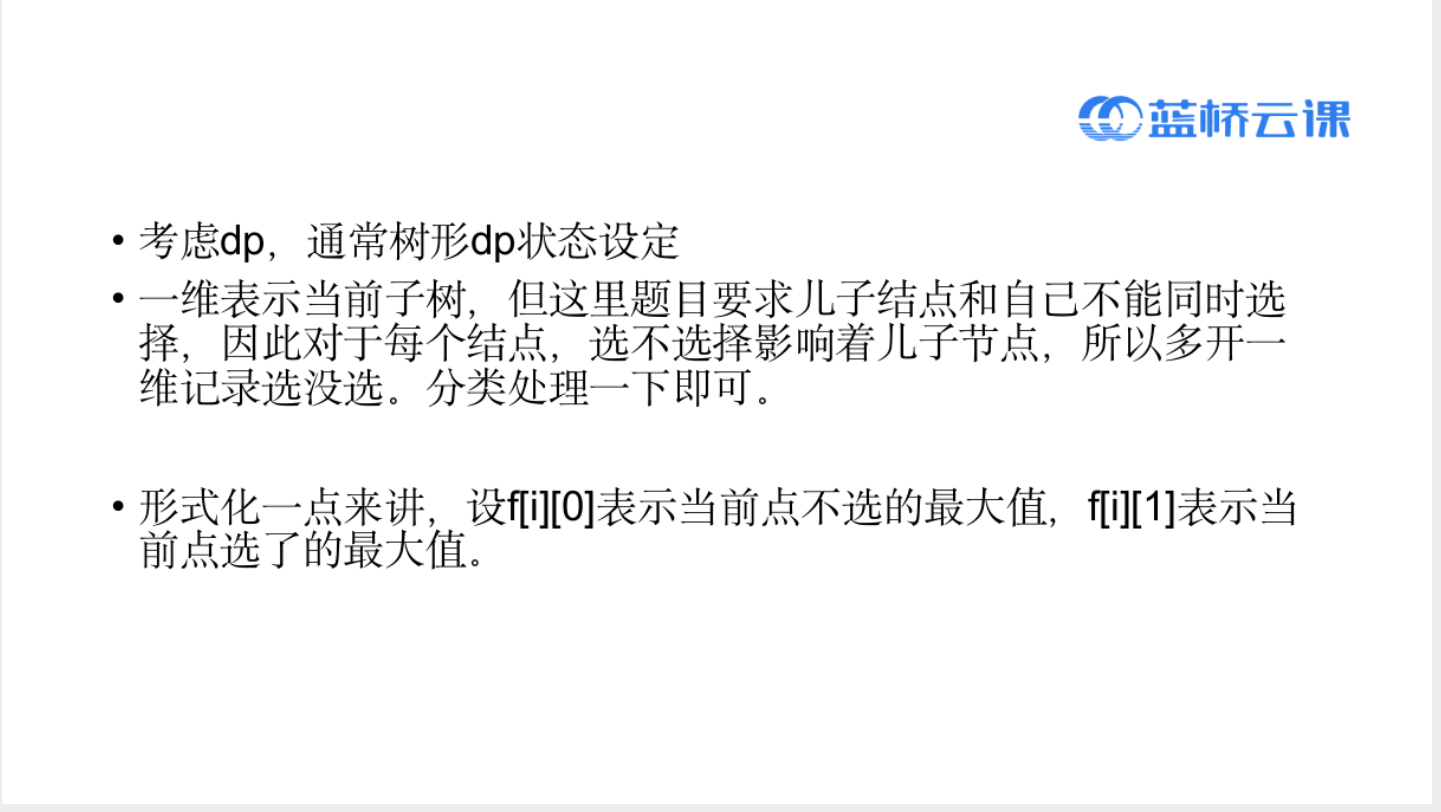 蓝桥云课
• 考虑dp，通常树形dp状态设定
• 一维表示当前子树，但这里题目要求儿子结点和自己不能同时选
择，因此对于每个结点，选不选择影响着儿子节点，所以多开一
维记录选没选。分类处理一下即可。
• 形式化一点来讲，设f[i][0]表示当前点不选的最大值，f[i][1]表示当
前点选了的最大值。